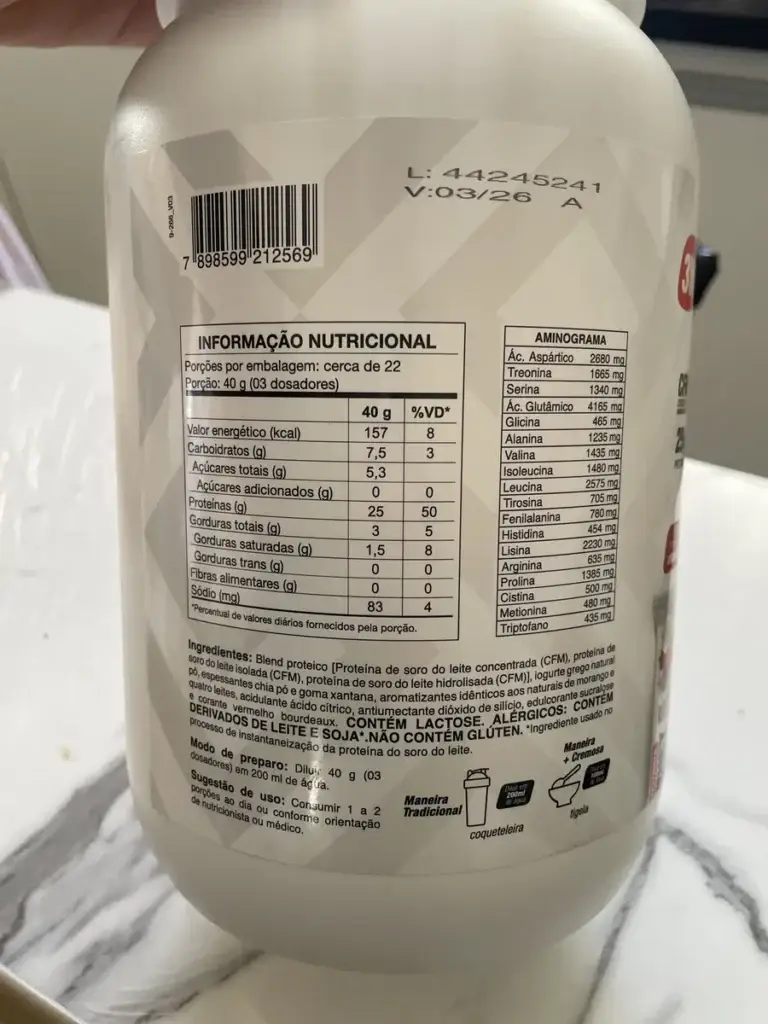 L: 44245241
V:03/26 A
9-266_V03
7 898599 212569
INFORMAÇÃO NUTRICIONAL
Porções por embalagem: cerca de 22
Porção: 40 g (03 dosadores)
40 g %VD*
Valor energético (kcal) 157 8
Carboidratos (g) 7,5 3
Açúcares totais (g) 5,3
Açúcares adicionados (g) 0 0
Proteínas (g) 25 50
Gorduras totais (g) 3 5
Gorduras saturadas (g) 1,5 8
Gorduras trans (g) 0 0
Fibras alimentares (g) 0 0
Sódio (mg) 83 4
*Percentual de valores diários fornecidos pela porção.
AMINOGRAMA
Ác. Aspártico 2680 mg
Treonina 1665 mg
Serina 1340 mg
Ác. Glutâmico 4165 mg
Glicina 465 mg
Alanina 1235 mg
Valina 1435 mg
Isoleucina 1480 mg
Leucina 2575 mg
Tirosina 705 mg
Fenilalanina 780 mg
Histidina 454 mg
Lisina 2230 mg
Arginina 635 mg
Prolina 1385 mg
Cistina 500 mg
Metionina 480 mg
Triptofano 435 mg
Ingredientes: Blend proteico [Proteína de soro do leite concentrada (CFM), proteína de
soro do leite isolada (CFM), proteína de soro do leite hidrolisada (CFM)], iogurte grego natural
pó, espessantes chia pó e goma xantana, aromatizantes idênticos aos naturais de morango e
quatro leites, acidulante ácido cítrico, antiumectante dióxido de silício, edulcorante sucralose
e corante vermelho bourdeaux. CONTÉM LACTOSE. ALÉRGICOS: CONTÉM
DERIVADOS DE LEITE E SOJA*.NÃO CONTÉM GLÚTEN. *Ingrediente usado no
processo de instantaneização da proteína do soro do leite.
Modo de preparo: Diluir 40 g (03
dosadores) em 200 ml de água.
Sugestão de uso: Consumir 1 a 2
porções ao dia ou conforme orientação
de nutricionista ou médico.
Maneira
Tradicional
Diluir em
200ml
de água
coqueteleira
Maneira
+ Cremosa
tigela